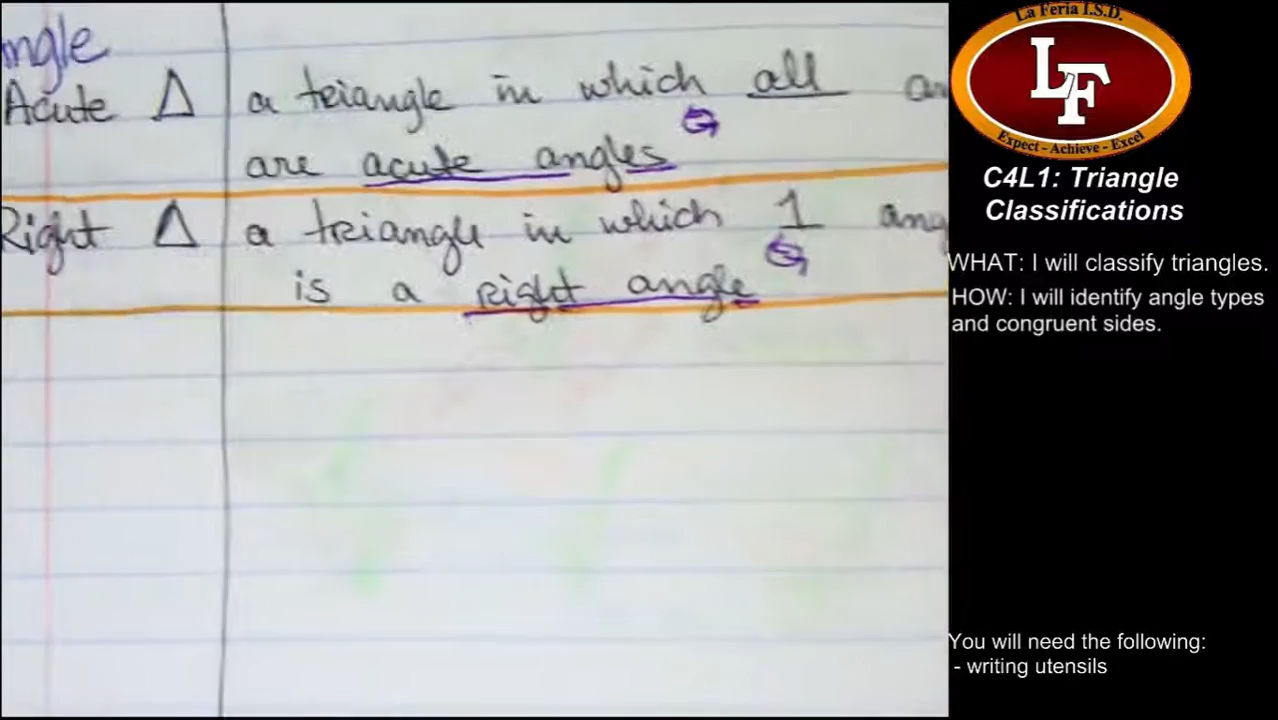 ngle
Acute Δ a triangle in which all an
are acute angles
Right Δ a triangle in which 1 ang
is a right angle
La Feria I.S.D.
LF
Expect - Achieve - Excel
C4L1: Triangle
Classifications
WHAT: I will classify triangles.
HOW: I will identify angle types
and congruent sides.
You will need the following:
- writing utensils